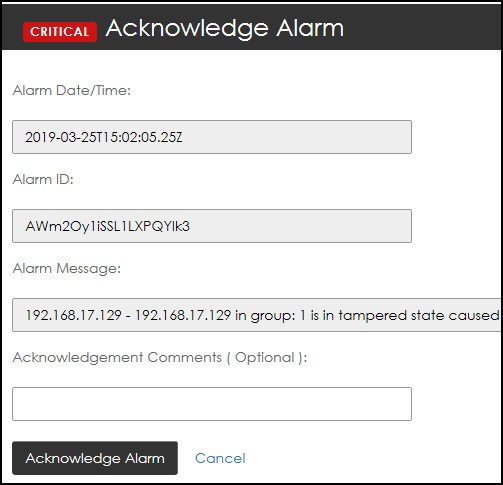 CRITICAL Acknowledge Alarm
Alarm Date/Time:
2019-03-25T15:02:05.25Z
Alarm ID:
AWm2Oy1iSSL1LXPQYIk3
Alarm Message:
192.168.17.129 - 192.168.17.129 in group: 1 is in tampered state caused
Acknowledgement Comments ( Optional ):
Acknowledge Alarm Cancel